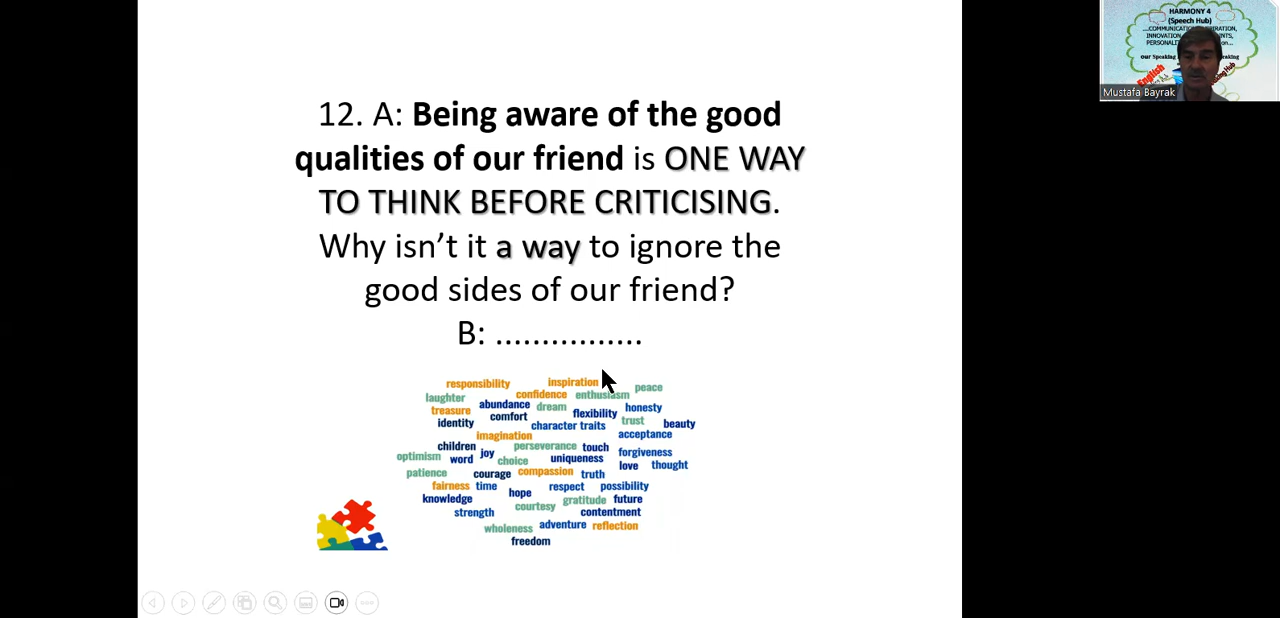 12. A: Being aware of the good
qualities of our friend is ONE WAY
TO THINK BEFORE CRITICISING.
Why isn't it a way to ignore the
good sides of our friend?
B: ................
responsibility inspiration peace
laughter confidence enthusiasm
treasure abundance dream flexibility honesty
identity comfort character traits trust beauty
imagination acceptance
children perseverance touch
optimism word joy choice uniqueness forgiveness
patience courage compassion truth love thought
fairness time respect possibility
knowledge hope gratitude future
strength courtesy contentment
wholeness adventure reflection
freedom
HARMONY 4
(Speech Hub)
INNOVATION
English
Mustafa Bayrak